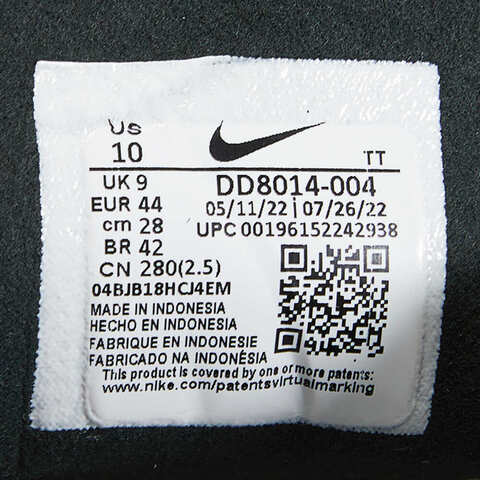 US
10
TT
UK 9
EUR 44
cm 28
BR 42
CN 280(2.5)
DD8014-004
05/11/22 | 07/26/22
UPC 00196152242938
04BJB18HCJ4EM
MADE IN INDONESIA
HECHO EN INDONESIA
FABRIQUE EN INDONESIE
FABRICADO NA INDONÉSIA
This product is covered by one or more patents:
www.nike.com/patentsvirtualmarking